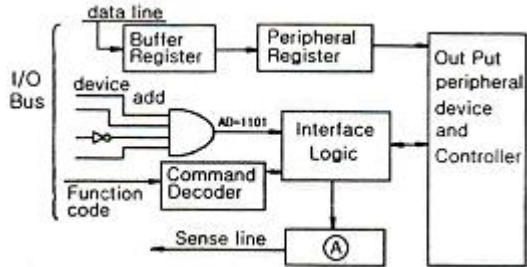 data line
Buffer
Register
Peripheral
Register
Out Put
peripheral
device
and
Controller
I/O
Bus
device
add
AD=1101
Interface
Logic
Command
Decoder
Function
code
Sense line
A